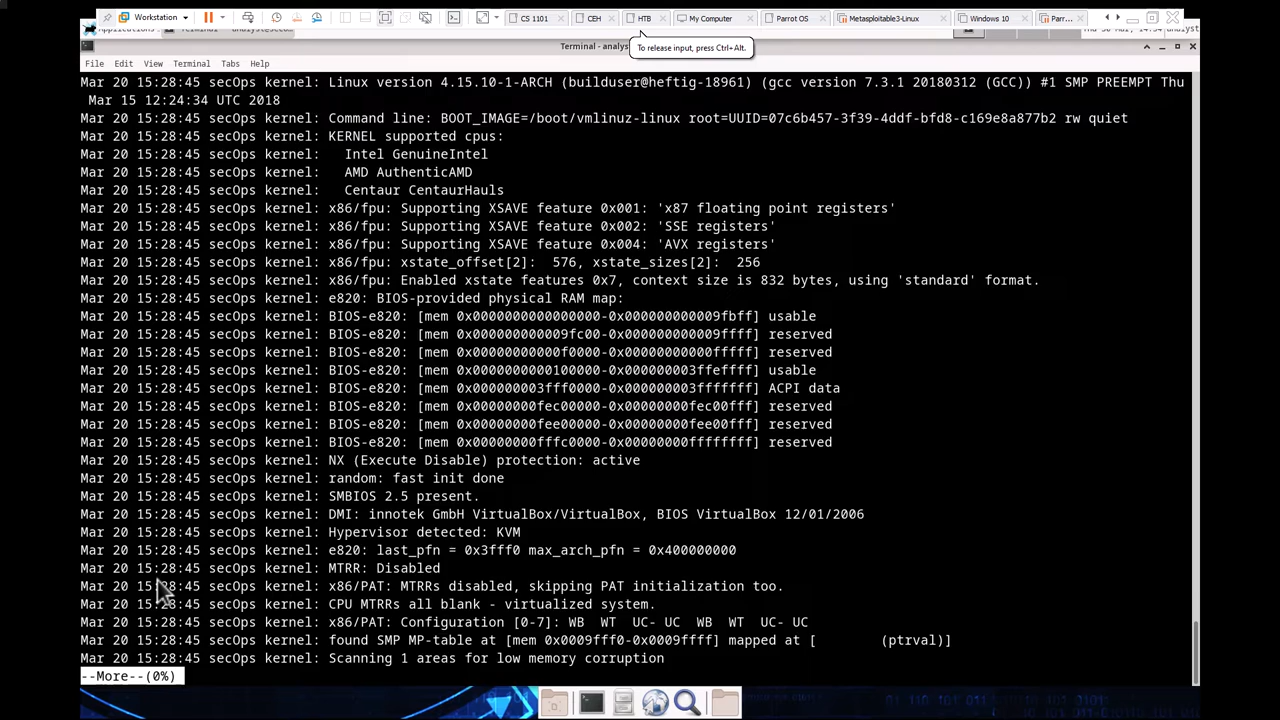 Workstation
CS 1101 CEH HTB My Computer Parrot OS Metasploitable3-Linux Windows 10 Parr...
To release input, press Ctrl+Alt.
Terminal - analys
File Edit View Terminal Tabs Help
Mar 20 15:28:45 secOps kernel: Linux version 4.15.10-1-ARCH (builduser@heftig-18961) (gcc version 7.3.1 20180312 (GCC)) #1 SMP PREEMPT Thu
Mar 15 12:24:34 UTC 2018
Mar 20 15:28:45 secOps kernel: Command line: BOOT_IMAGE=/boot/vmlinuz-linux root=UUID=07c6b457-3f39-4ddf-bfd8-c169e8a877b2 rw quiet
Mar 20 15:28:45 secOps kernel: KERNEL supported cpus:
Mar 20 15:28:45 secOps kernel:   Intel GenuineIntel
Mar 20 15:28:45 secOps kernel:   AMD AuthenticAMD
Mar 20 15:28:45 secOps kernel:   Centaur CentaurHauls
Mar 20 15:28:45 secOps kernel: x86/fpu: Supporting XSAVE feature 0x001: 'x87 floating point registers'
Mar 20 15:28:45 secOps kernel: x86/fpu: Supporting XSAVE feature 0x002: 'SSE registers'
Mar 20 15:28:45 secOps kernel: x86/fpu: Supporting XSAVE feature 0x004: 'AVX registers'
Mar 20 15:28:45 secOps kernel: x86/fpu: xstate_offset[2]:  576, xstate_sizes[2]:  256
Mar 20 15:28:45 secOps kernel: x86/fpu: Enabled xstate features 0x7, context size is 832 bytes, using 'standard' format.
Mar 20 15:28:45 secOps kernel: e820: BIOS-provided physical RAM map:
Mar 20 15:28:45 secOps kernel: BIOS-e820: [mem 0x0000000000000000-0x000000000009fbff] usable
Mar 20 15:28:45 secOps kernel: BIOS-e820: [mem 0x000000000009fc00-0x000000000009ffff] reserved
Mar 20 15:28:45 secOps kernel: BIOS-e820: [mem 0x00000000000f0000-0x00000000000fffff] reserved
Mar 20 15:28:45 secOps kernel: BIOS-e820: [mem 0x0000000000100000-0x000000003ffeffff] usable
Mar 20 15:28:45 secOps kernel: BIOS-e820: [mem 0x000000003fff0000-0x000000003fffffff] ACPI data
Mar 20 15:28:45 secOps kernel: BIOS-e820: [mem 0x00000000fec00000-0x00000000fec00fff] reserved
Mar 20 15:28:45 secOps kernel: BIOS-e820: [mem 0x00000000fee00000-0x00000000fee00fff] reserved
Mar 20 15:28:45 secOps kernel: BIOS-e820: [mem 0x00000000fffc0000-0x00000000ffffffff] reserved
Mar 20 15:28:45 secOps kernel: NX (Execute Disable) protection: active
Mar 20 15:28:45 secOps kernel: random: fast init done
Mar 20 15:28:45 secOps kernel: SMBIOS 2.5 present.
Mar 20 15:28:45 secOps kernel: DMI: innotek GmbH VirtualBox/VirtualBox, BIOS VirtualBox 12/01/2006
Mar 20 15:28:45 secOps kernel: Hypervisor detected: KVM
Mar 20 15:28:45 secOps kernel: e820: last_pfn = 0x3fff0 max_arch_pfn = 0x400000000
Mar 20 15:28:45 secOps kernel: MTRR: Disabled
Mar 20 15:28:45 secOps kernel: x86/PAT: MTRRs disabled, skipping PAT initialization too.
Mar 20 15:28:45 secOps kernel: CPU MTRRs all blank - virtualized system.
Mar 20 15:28:45 secOps kernel: x86/PAT: Configuration [0-7]: WB  WT  UC- UC  WB  WT  UC- UC
Mar 20 15:28:45 secOps kernel: found SMP MP-table at [mem 0x0009fff0-0x0009ffff] mapped at [        (ptrval)]
Mar 20 15:28:45 secOps kernel: Scanning 1 areas for low memory corruption
--More--(0%)